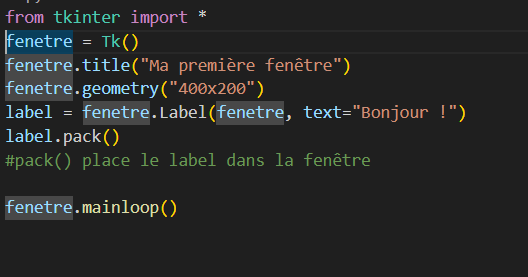 from tkinter import *
fenetre = Tk()
fenetre.title("Ma première fenêtre")
fenetre.geometry("400x200")
label = fenetre.Label(fenetre, text="Bonjour !")
label.pack()
#pack() place le label dans la fenêtre
fenetre.mainloop()